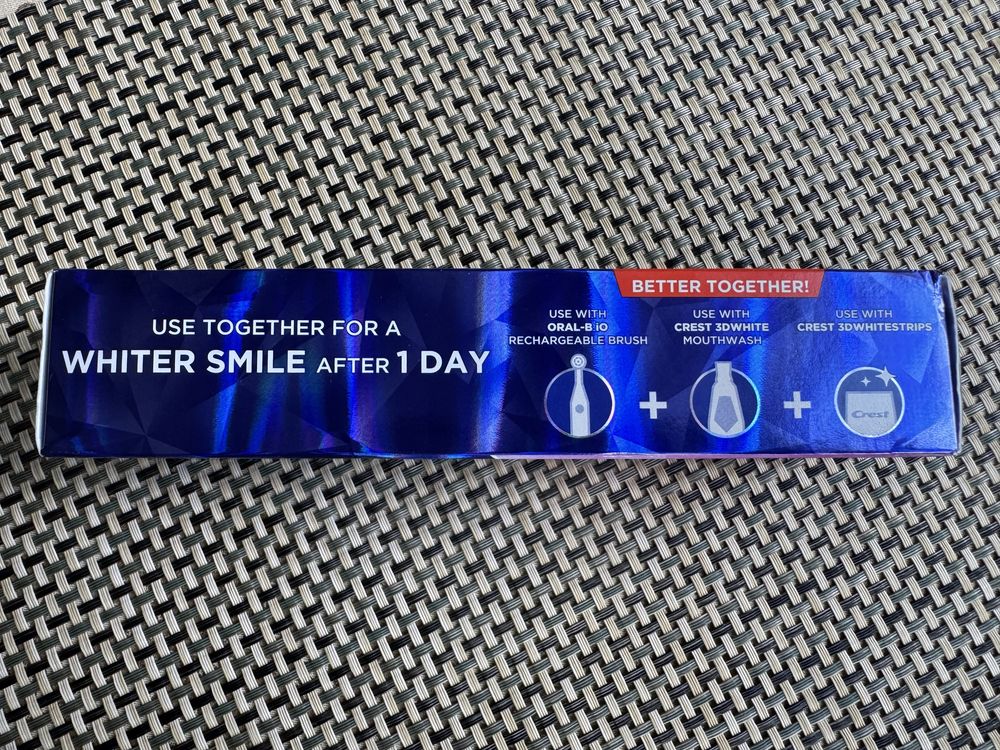 USE TOGETHER FOR A
WHITER SMILE AFTER 1 DAY
BETTER TOGETHER!
USE WITH
ORAL-B iO
RECHARGEABLE BRUSH
+
USE WITH
CREST 3DWHITE
MOUTHWASH
+
USE WITH
CREST 3DWHITESTRIPS
Crest